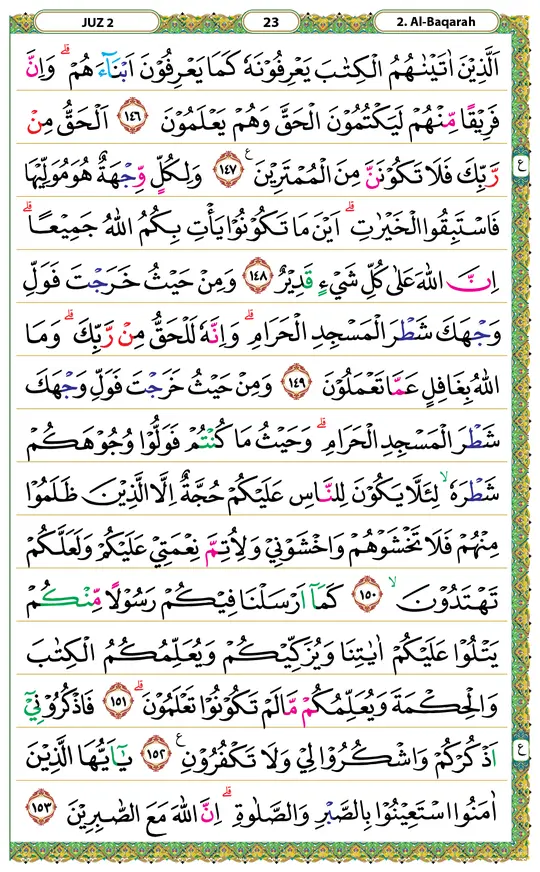 JUZ 2 23 2. Al-Baqarah
اَلَّذِيْنَ اٰتَيْنٰهُمُ الْكِتٰبَ يَعْرِفُوْنَهٗ كَمَا يَعْرِفُوْنَ اَبْنَآءَهُمْ ؕ وَاِنَّ
فَرِيْقًا مِّنْهُمْ لَيَكْتُمُوْنَ الْحَقَّ وَهُمْ يَعْلَمُوْنَ ﴿١٤٦﴾ اَلْحَقُّ مِنْ
رَّبِّكَ فَلَا تَكُوْنَنَّ مِنَ الْمُمْتَرِيْنَ ﴿١٤٧﴾ ع وَلِكُلٍّ وِّجْهَةٌ هُوَ مُوَلِّيْهَا
فَاسْتَبِقُوا الْخَيْرٰتِ ؕ اَيْنَ مَا تَكُوْنُوْا يَأْتِ بِكُمُ اللّٰهُ جَمِيْعًا ؕ
اِنَّ اللّٰهَ عَلٰى كُلِّ شَيْءٍ قَدِيْرٌ ﴿١٤٨﴾ وَمِنْ حَيْثُ خَرَجْتَ فَوَلِّ
وَجْهَكَ شَطْرَ الْمَسْجِدِ الْحَرَامِ ؕ وَاِنَّهٗ لَلْحَقُّ مِنْ رَّبِّكَ ؕ وَمَا
اللّٰهُ بِغَافِلٍ عَمَّا تَعْمَلُوْنَ ﴿١٤٩﴾ وَمِنْ حَيْثُ خَرَجْتَ فَوَلِّ وَجْهَكَ
شَطْرَ الْمَسْجِدِ الْحَرَامِ ؕ وَحَيْثُ مَا كُنْتُمْ فَوَلُّوْا وُجُوْهَكُمْ
شَطْرَهٗ ۙ لِئَلَّا يَكُوْنَ لِلنَّاسِ عَلَيْكُمْ حُجَّةٌ اِلَّا الَّذِيْنَ ظَلَمُوْا
مِنْهُمْ فَلَا تَخْشَوْهُمْ وَاخْشَوْنِيْ وَلِاُتِمَّ نِعْمَتِيْ عَلَيْكُمْ وَلَعَلَّكُمْ
تَهْتَدُوْنَ ۙ ﴿١٥٠﴾ كَمَآ اَرْسَلْنَا فِيْكُمْ رَسُوْلًا مِّنْكُمْ
يَتْلُوْا عَلَيْكُمْ اٰيٰتِنَا وَيُزَكِّيْكُمْ وَيُعَلِّمُكُمُ الْكِتٰبَ
وَالْحِكْمَةَ وَيُعَلِّمُكُمْ مَّا لَمْ تَكُوْنُوْا تَعْلَمُوْنَ ؕ ﴿١٥١﴾ فَاذْكُرُوْنِيْٓ
اَذْكُرْكُمْ وَاشْكُرُوْا لِيْ وَلَا تَكْفُرُوْنِ ﴿١٥٢﴾ ع يٰٓاَيُّهَا الَّذِيْنَ
اٰمَنُوا اسْتَعِيْنُوْا بِالصَّبْرِ وَالصَّلٰوةِ ؕ اِنَّ اللّٰهَ مَعَ الصّٰبِرِيْنَ ﴿١٥٣﴾